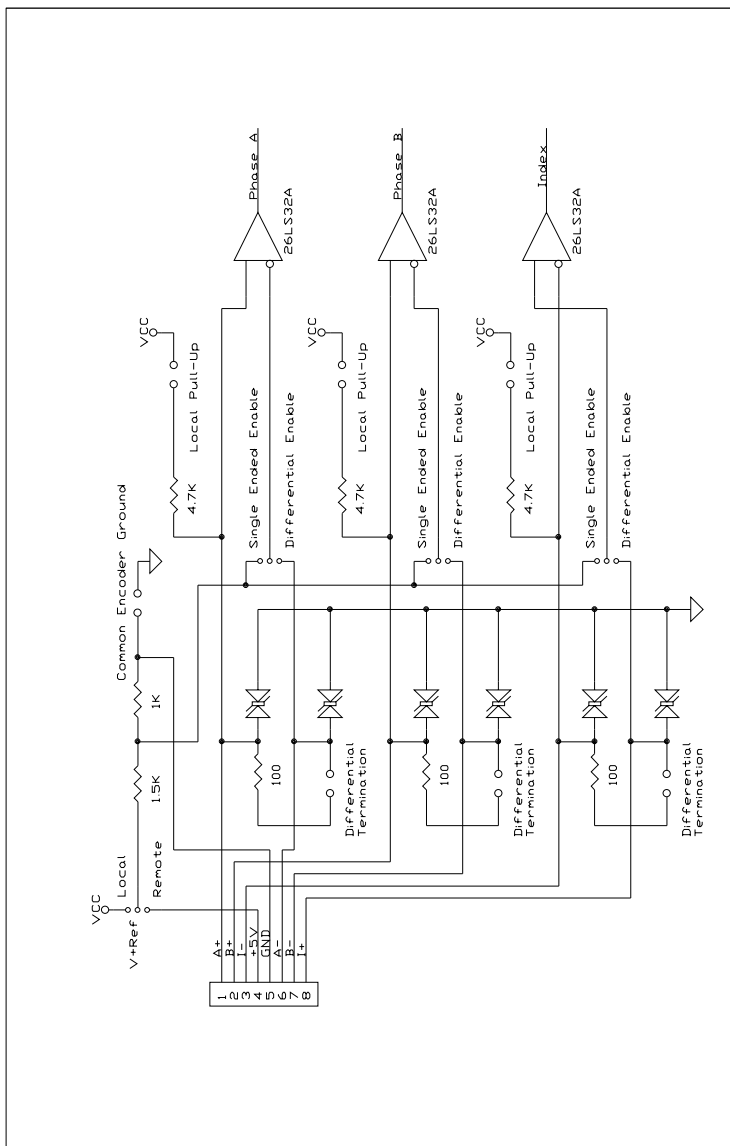 VCC
V+Ref
Local
Remote
1.5K
1K
Common Encoder Ground
1
2
3
4
5
6
7
8
A+
B+
I-
+5V
GND
A-
B-
I+
4.7K
Local Pull-Up
VCC
Single Ended Enable
Differential Enable
100
Differential
Termination
Phase A
26LS32A
4.7K
Local Pull-Up
VCC
Single Ended Enable
Differential Enable
100
Differential
Termination
Phase B
26LS32A
4.7K
Local Pull-Up
VCC
Single Ended Enable
Differential Enable
100
Differential
Termination
Index
26LS32A